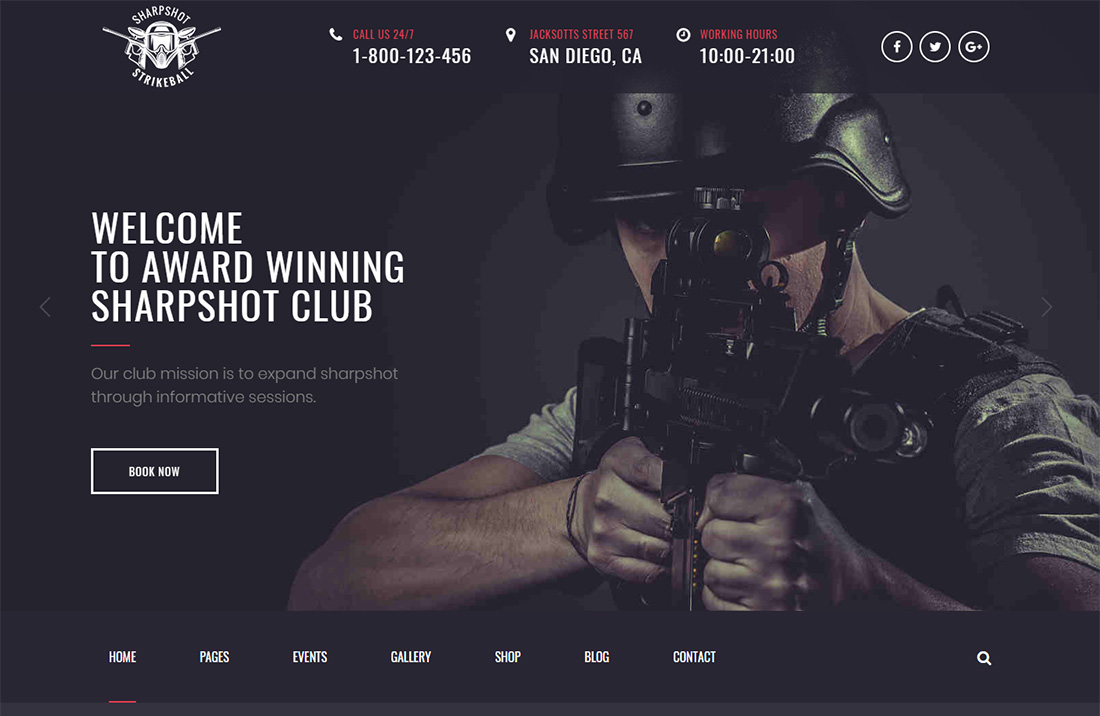 SHARPSHOT
STRIKEBALL
CALL US 24/7
1-800-123-456
JACKSOTTS STREET 567
SAN DIEGO, CA
WORKING HOURS
10:00-21:00
f
G+
WELCOME
TO AWARD WINNING
SHARPSHOT CLUB
Our club mission is to expand sharpshot
through informative sessions.
BOOK NOW
HOME PAGES EVENTS GALLERY SHOP BLOG CONTACT